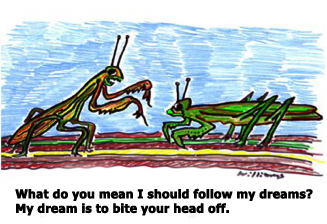 What do you mean I should follow my dreams?
My dream is to bite your head off.